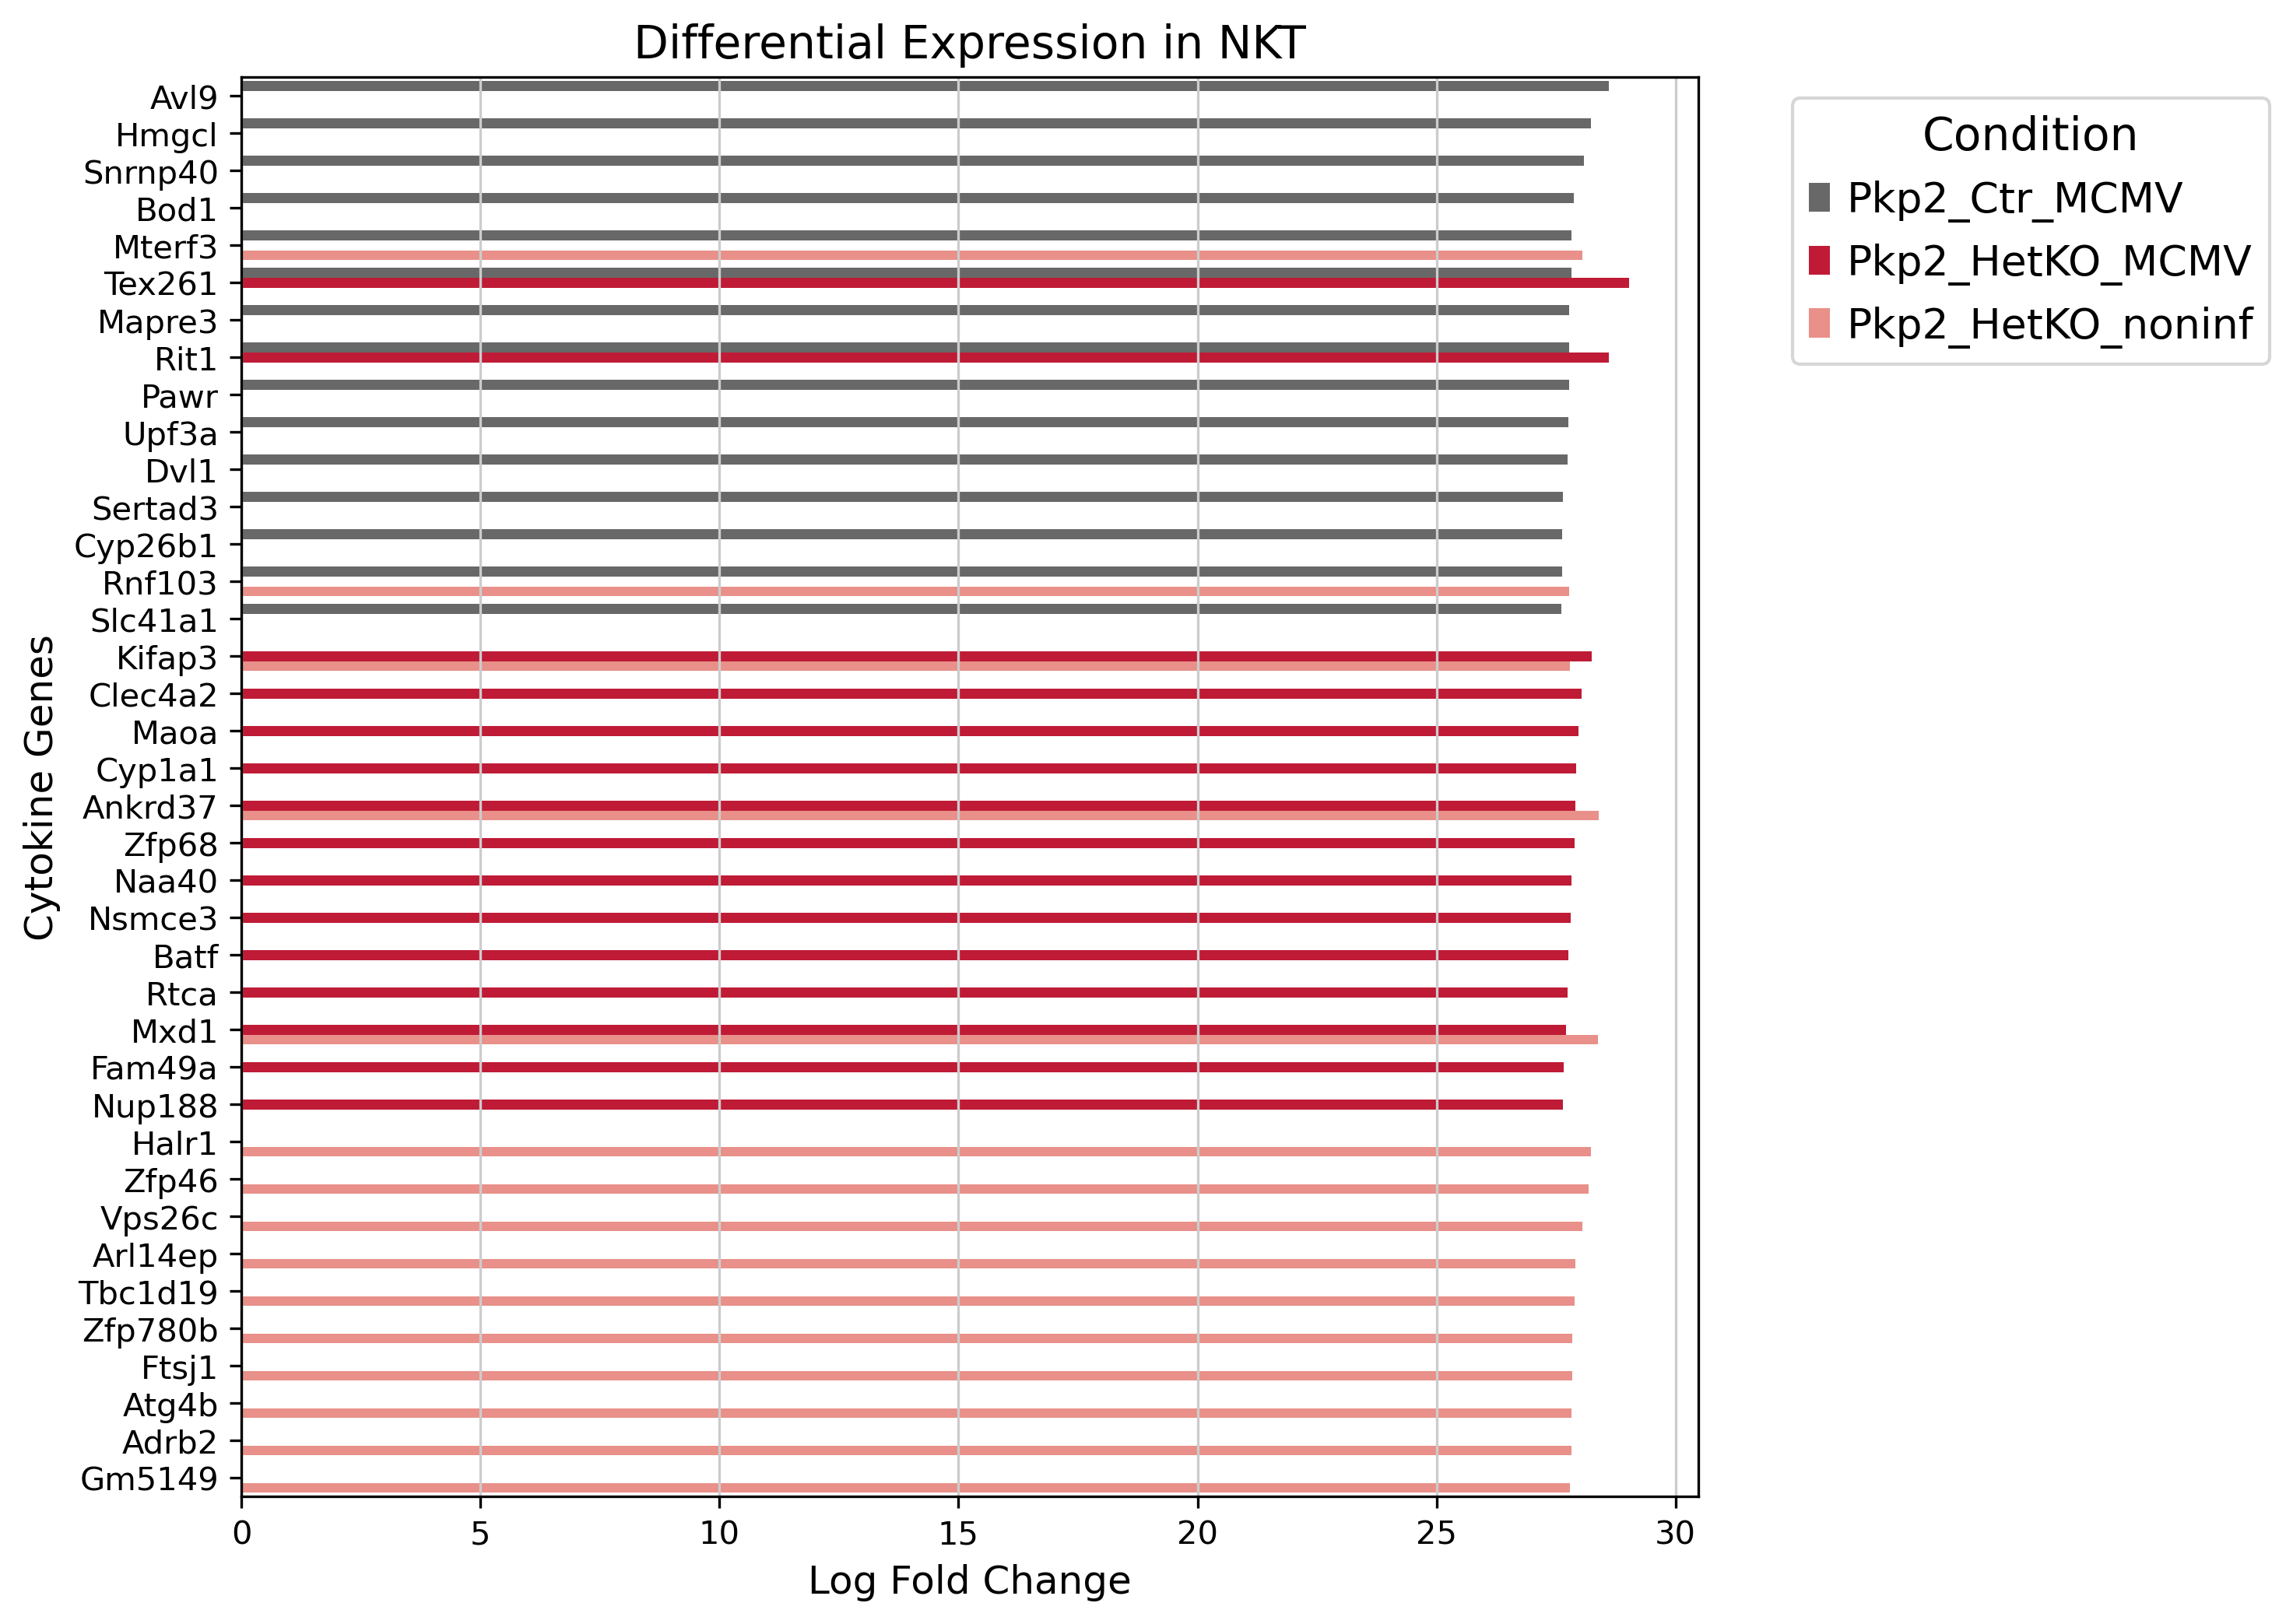 Differential Expression in NKT
Avl9
Hmgcl
Snrnp40
Bod1
Mterf3
Tex261
Mapre3
Rit1
Pawr
Upf3a
Dvl1
Sertad3
Cyp26b1
Rnf103
Slc41a1
Kifap3
Clec4a2
Maoa
Cyp1a1
Ankrd37
Zfp68
Naa40
Nsmce3
Batf
Rtca
Mxd1
Fam49a
Nup188
Halr1
Zfp46
Vps26c
Arl14ep
Tbc1d19
Zfp780b
Ftsj1
Atg4b
Adrb2
Gm5149
Cytokine Genes
0 5 10 15 20 25 30
Log Fold Change
Condition
Pkp2_Ctr_MCMV
Pkp2_HetKO_MCMV
Pkp2_HetKO_noninf